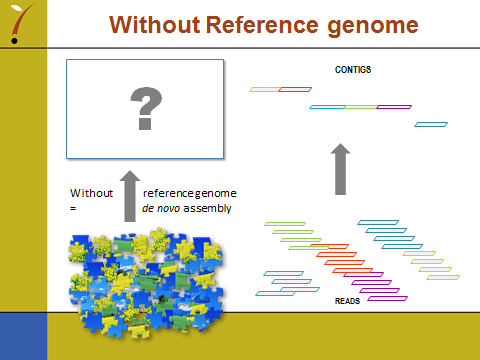 Without Reference genome
CONTIGS
?
Without reference genome
= de novo assembly
READS